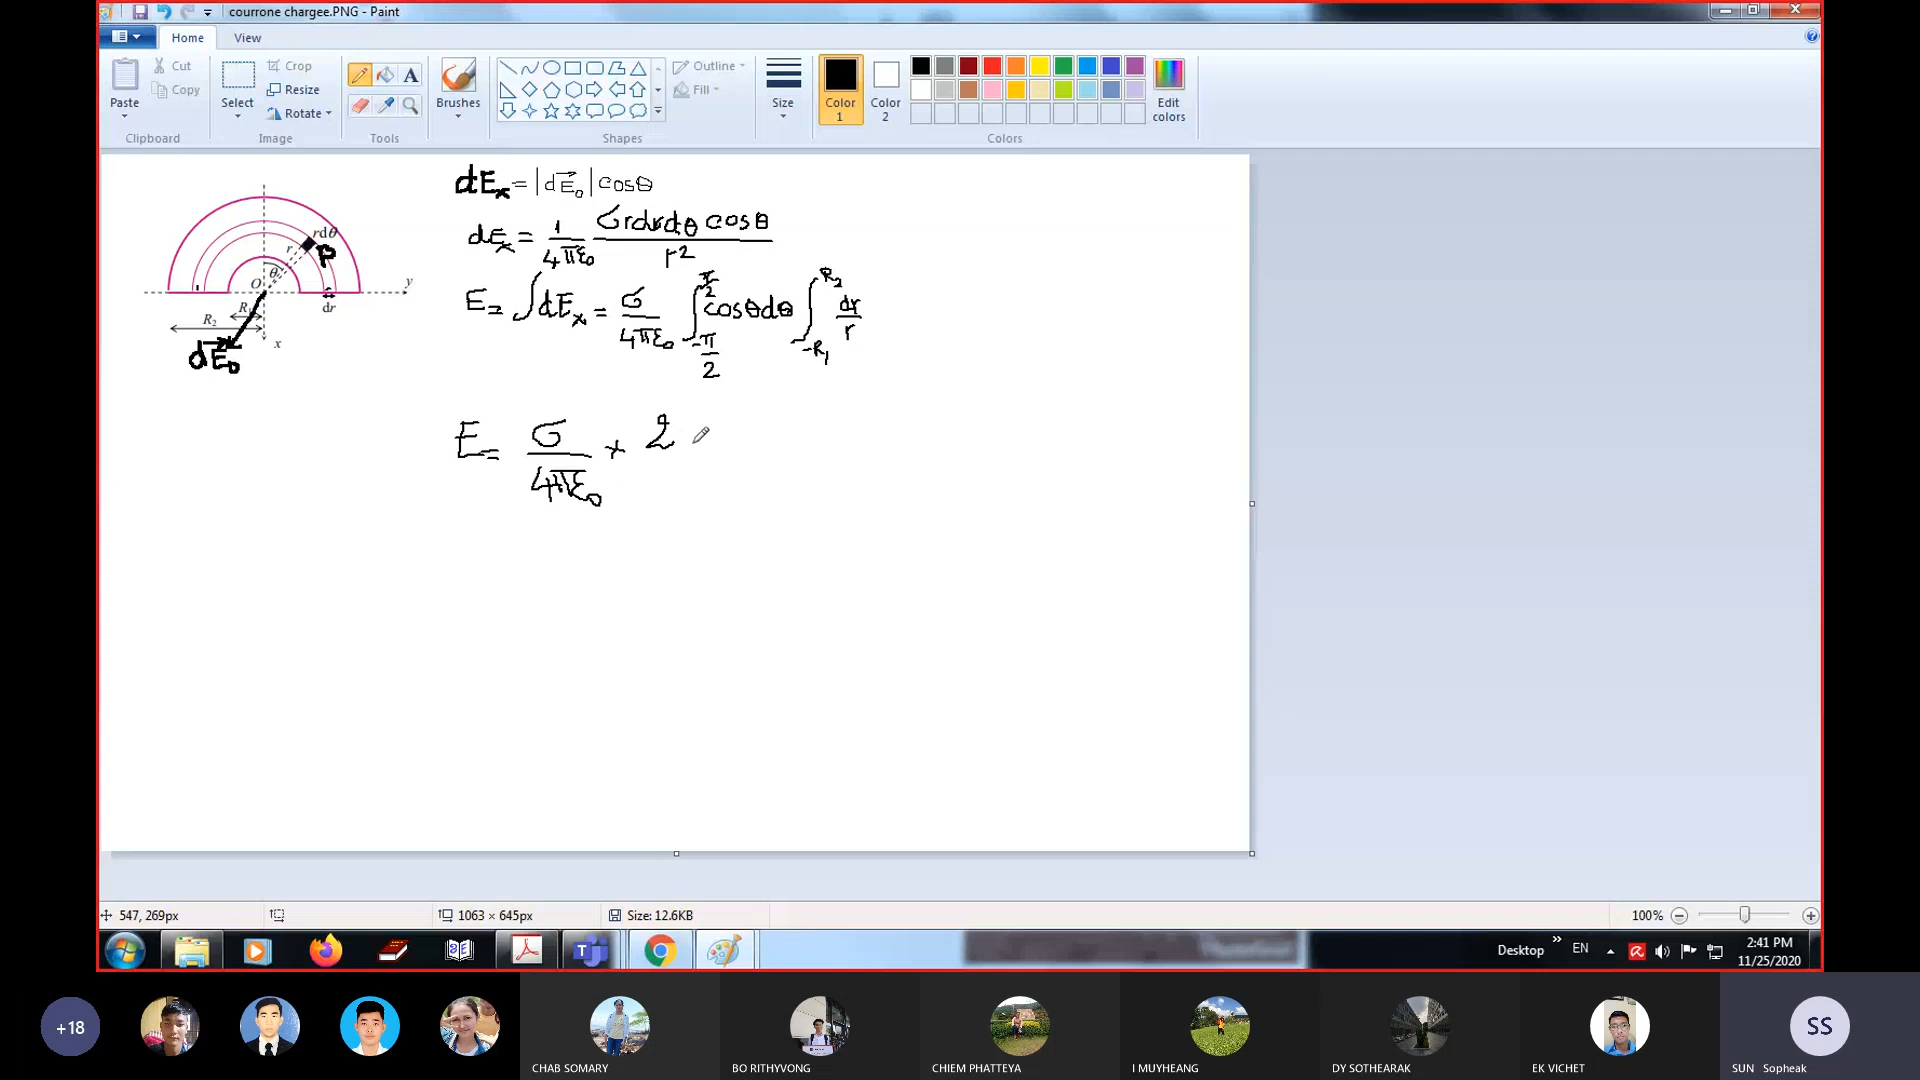 courrone chargee.PNG - Paint
Home View
Paste
Cut
Copy
Clipboard
Select
Crop
Resize
Rotate
Image
A
Tools
Brushes
Outline
Fill
Shapes
Size
Color 1
Color 2
Edit colors
Colors
rdθ
r
P
θ
O
y
R₁
dr
R₂
x
dE₀
dEₓ = |dE₀| cosθ
dEₓ = 1/4πε₀ σrdrdθ cosθ / r²
E = ∫dEₓ = σ/4πε₀ ∫_{-π/2}^{π/2} cosθdθ ∫_{-R₁}^{R₂} dr/r
E = σ/4πε₀ × 2
547, 269px
1063 × 645px
Size: 12.6KB
100%
Desktop
»
EN
2:41 PM
11/25/2020
+18
CHAB SOMARY
BO RITHYVONG
CHIEM PHATTEYA
I MUYHEANG
DY SOTHEARAK
EK VICHET
SS
SUN Sopheak